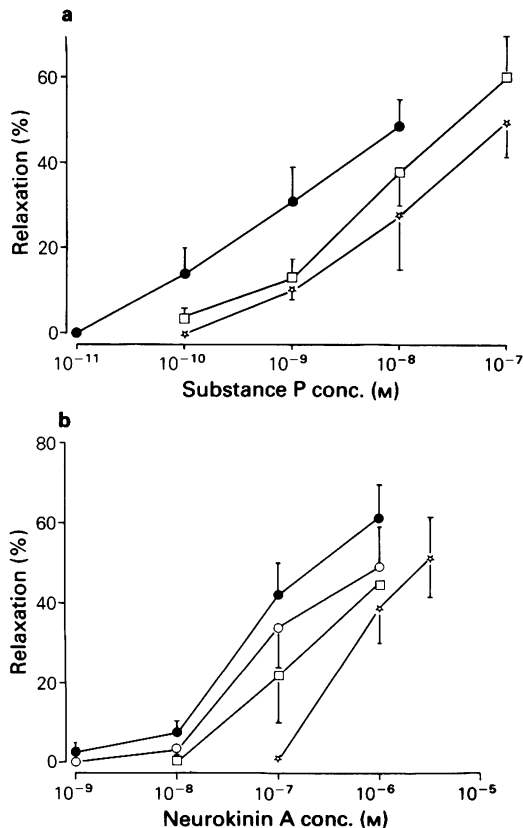 a
Relaxation (%)
60
40
20
0
10⁻¹¹ 10⁻¹⁰ 10⁻⁹ 10⁻⁸ 10⁻⁷
Substance P conc. (M)
b
Relaxation (%)
80
60
40
20
0
10⁻⁹ 10⁻⁸ 10⁻⁷ 10⁻⁶ 10⁻⁵
Neurokinin A conc. (M)